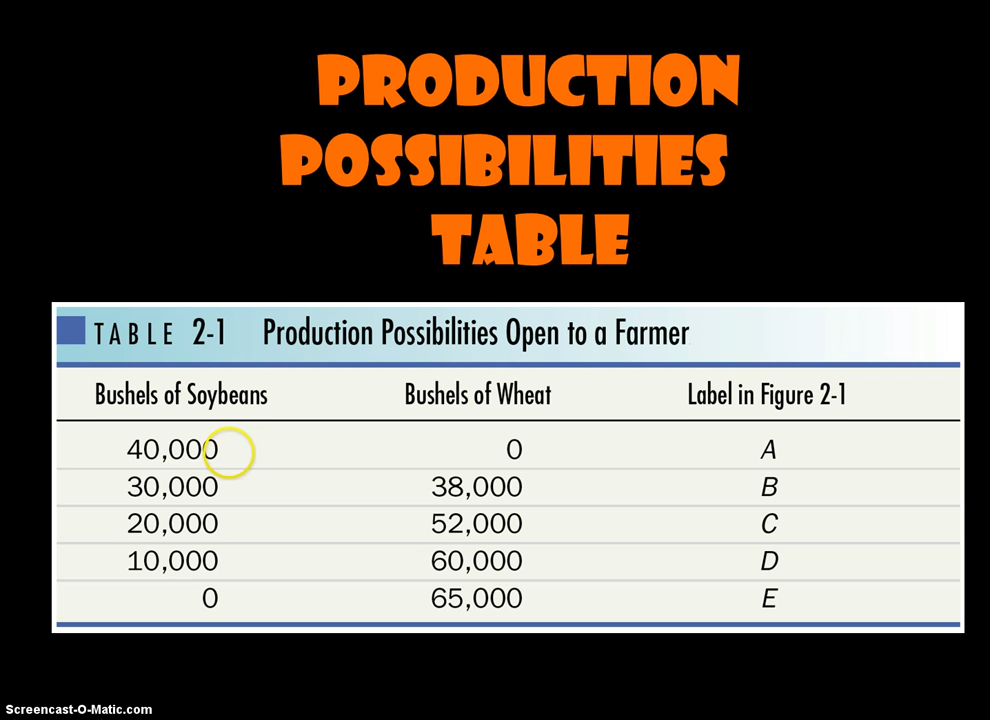 PRODUCTION
POSSIBILITIES
TABLE
TABLE 2-1 Production Possibilities Open to a Farmer
Bushels of Soybeans Bushels of Wheat Label in Figure 2-1
40,000 0 A
30,000 38,000 B
20,000 52,000 C
10,000 60,000 D
0 65,000 E
Screencast-O-Matic.com